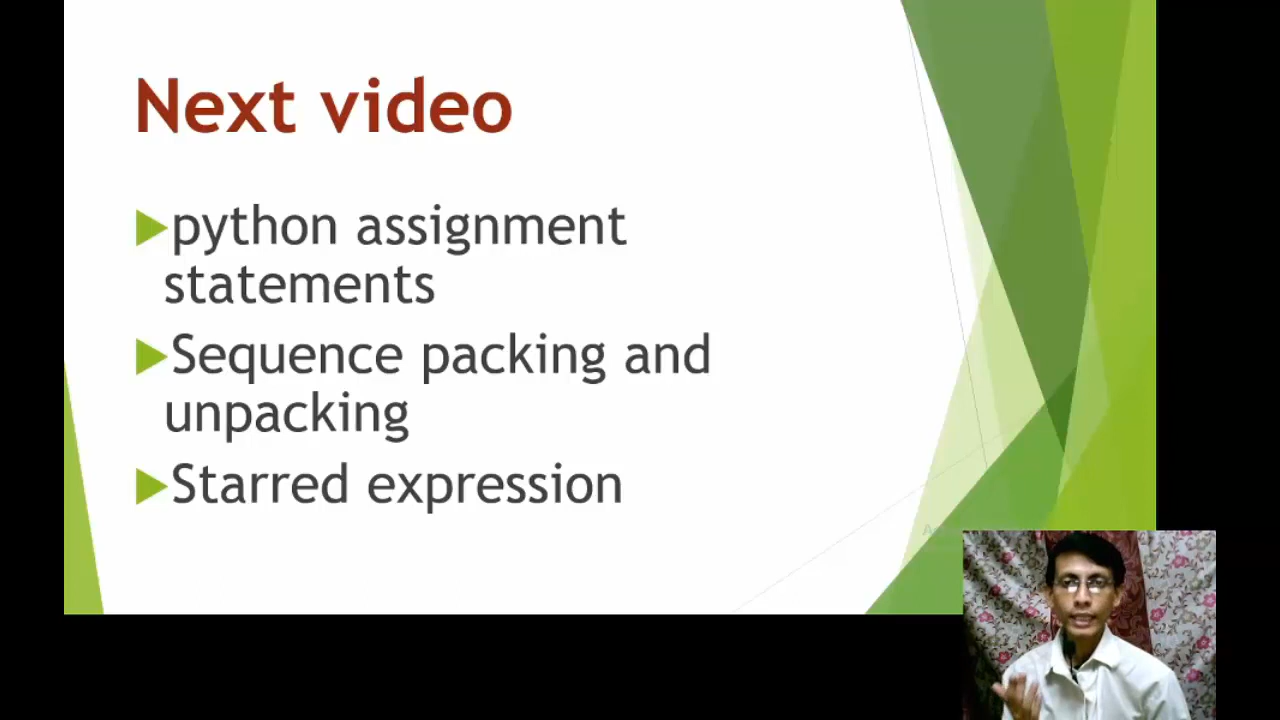 Next video
python assignment
statements
Sequence packing and
unpacking
Starred expression